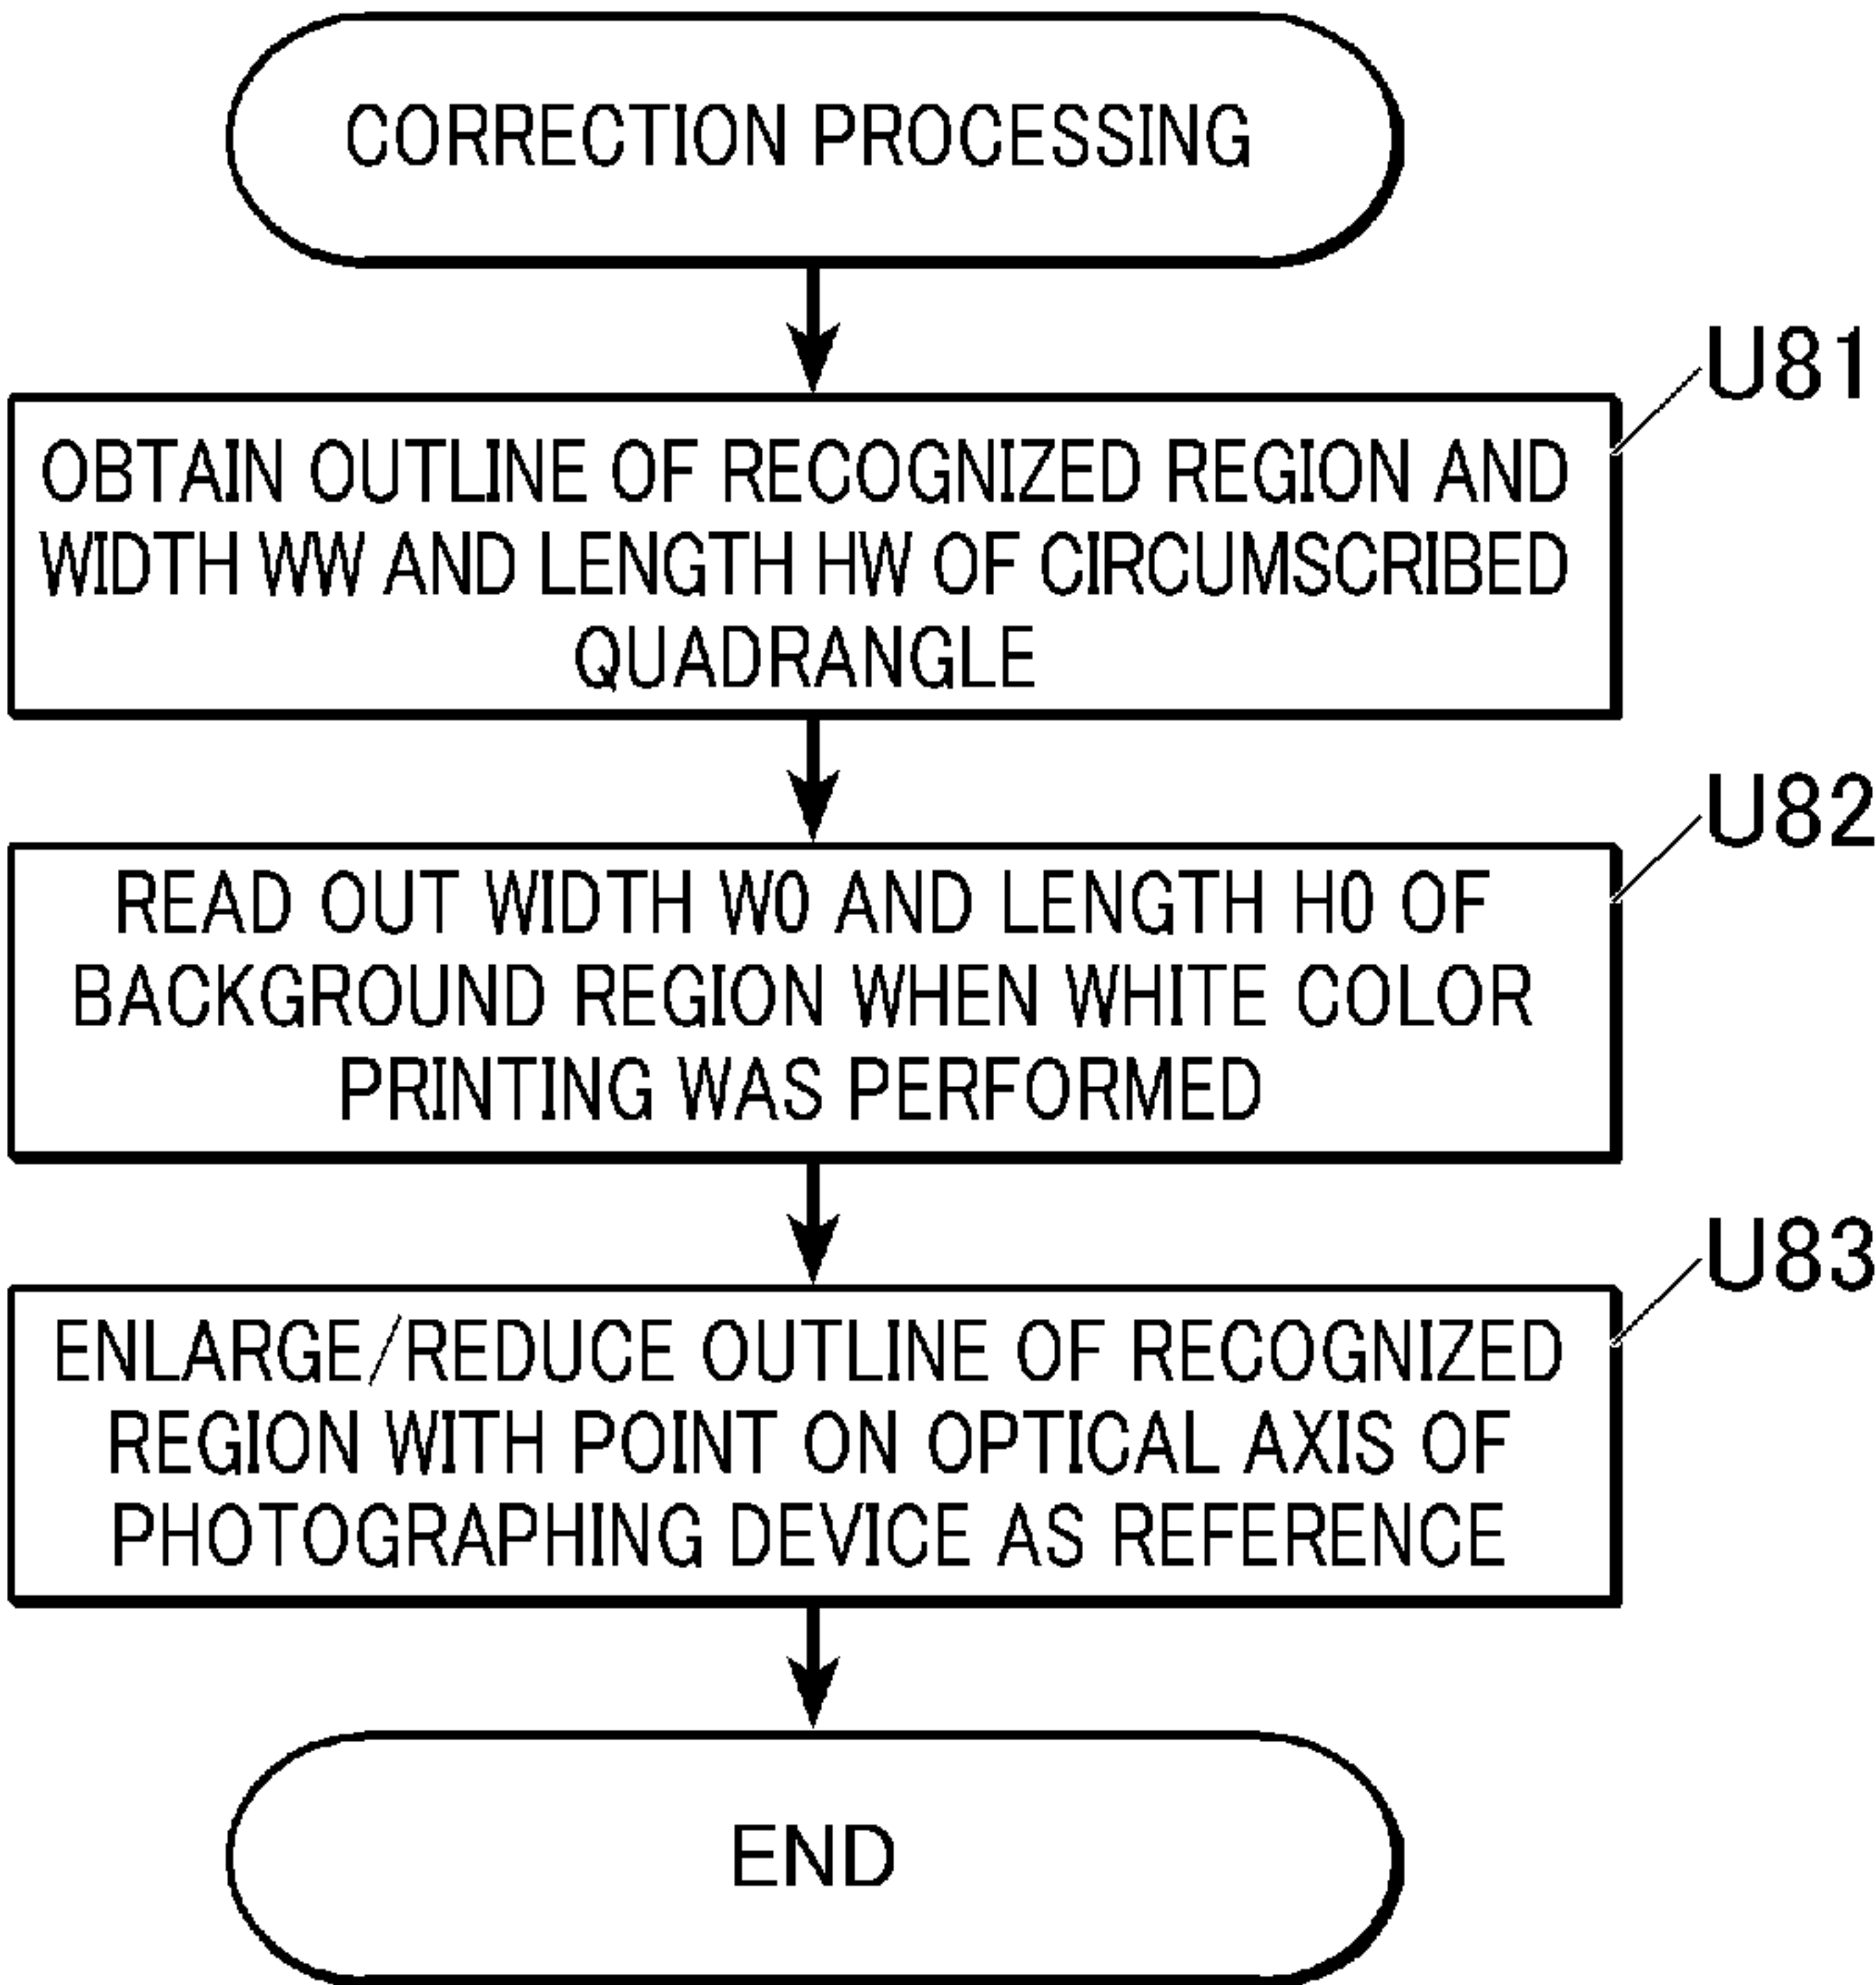 CORRECTION PROCESSING
U81
OBTAIN OUTLINE OF RECOGNIZED REGION AND
WIDTH WW AND LENGTH HW OF CIRCUMSCRIBED
QUADRANGLE
U82
READ OUT WIDTH W0 AND LENGTH H0 OF
BACKGROUND REGION WHEN WHITE COLOR
PRINTING WAS PERFORMED
U83
ENLARGE/REDUCE OUTLINE OF RECOGNIZED
REGION WITH POINT ON OPTICAL AXIS OF
PHOTOGRAPHING DEVICE AS REFERENCE
END